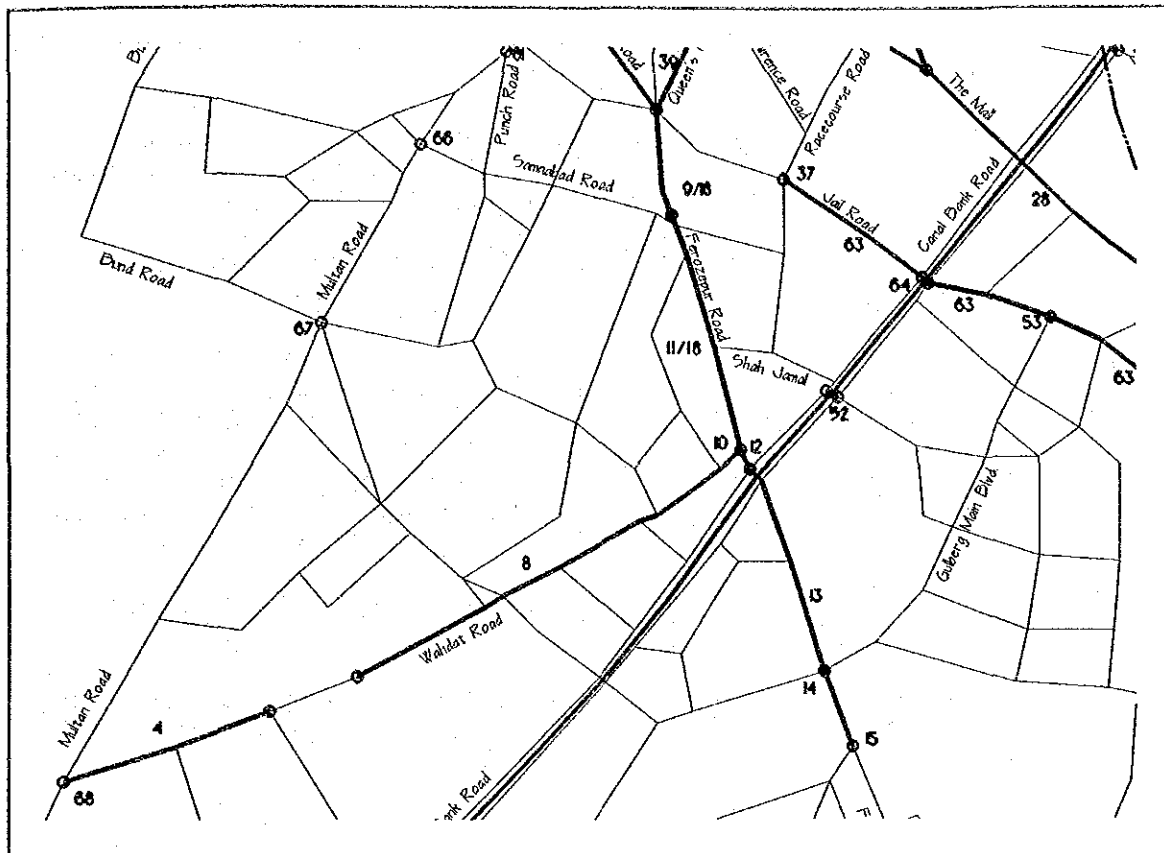 Queen's
Racecourse Road
The Mall
Punch Road
66
Samnabad Road
37
9/18
Jail Road
63
Canal Bank Road
28
Bund Road
Multan Road
67
Ferozepur Road
64
63
53
11/18
Shah Jamal
52
63
10
12
Gulberg Main Blvd.
8
13
Wahdat Road
14
Multan Road
4
15
68
Road